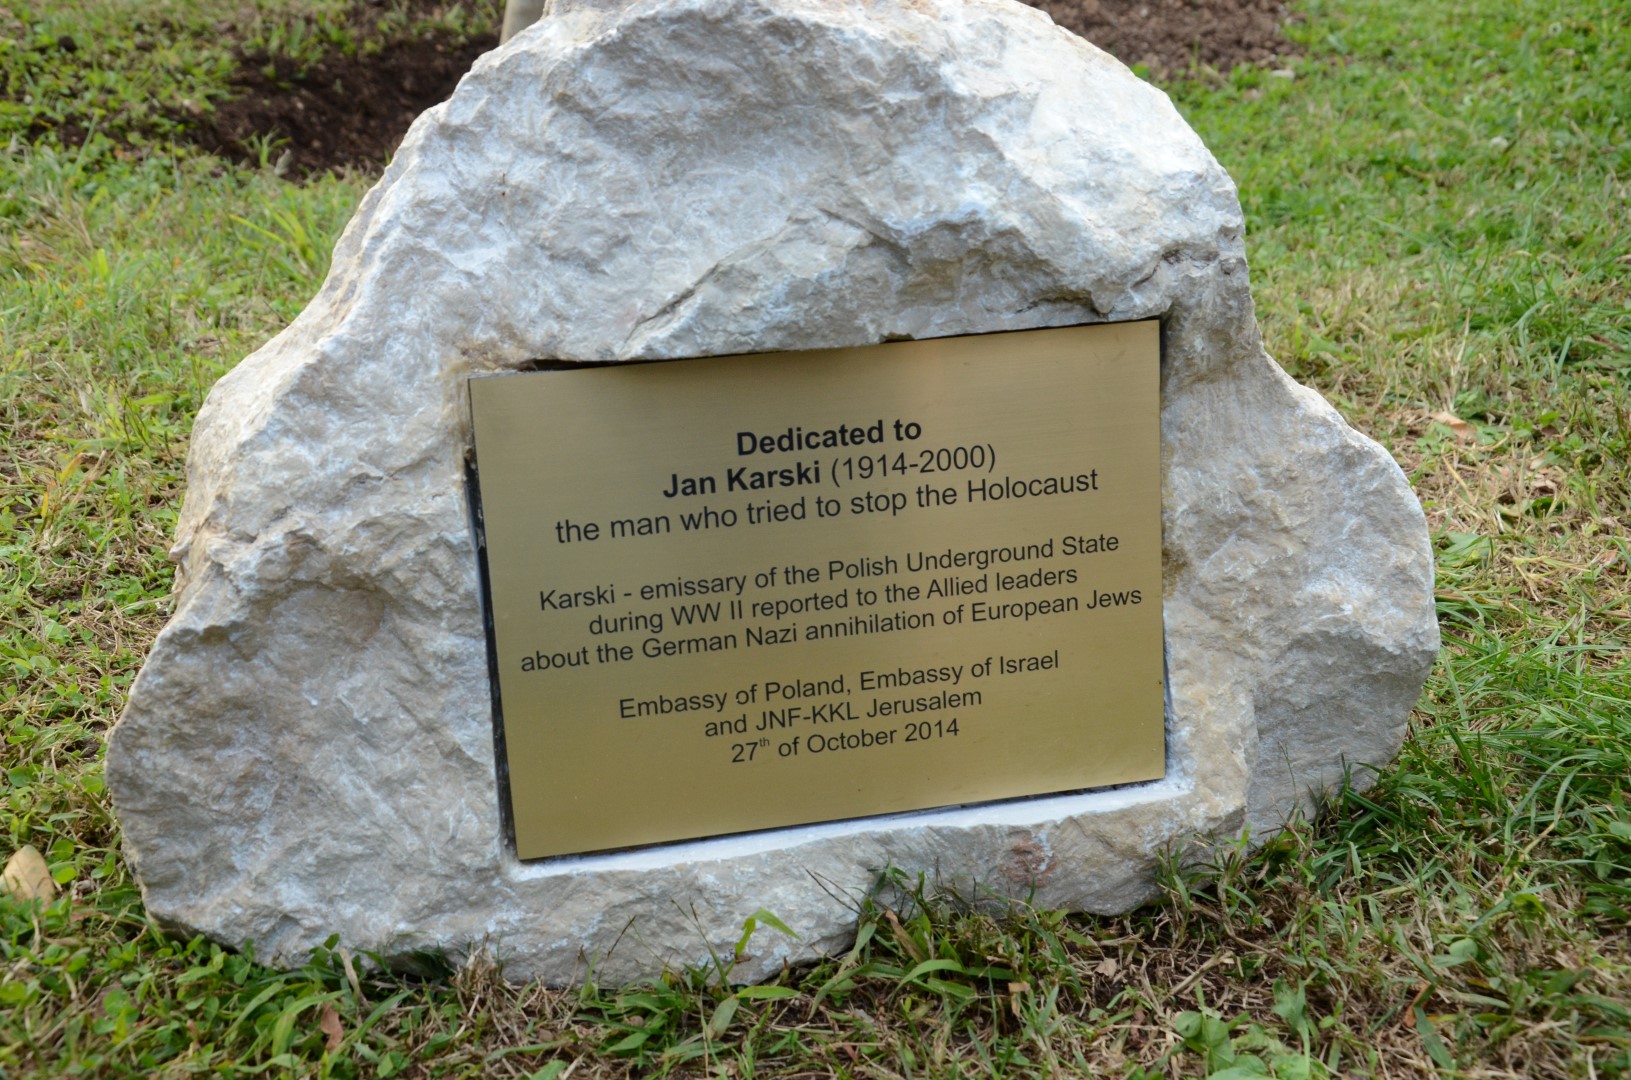 Dedicated to
Jan Karski (1914-2000)
the man who tried to stop the Holocaust
Karski - emissary of the Polish Underground State
during WW II reported to the Allied leaders
about the German Nazi annihilation of European Jews
Embassy of Poland, Embassy of Israel
and JNF-KKL Jerusalem
27th of October 2014